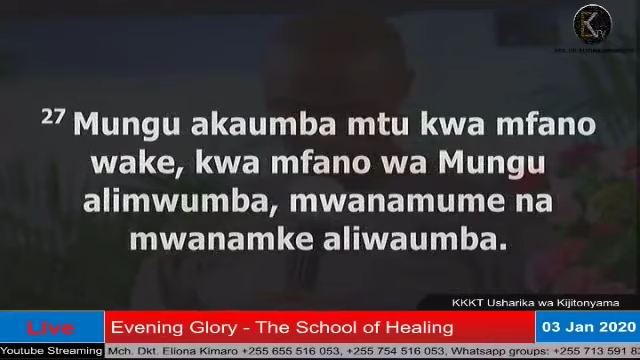 KTV
27 Mungu akaumba mtu kwa mfano
wake, kwa mfano wa Mungu
alimwumba, mwanamume na
mwanamke aliwaumba.
KKKT Usharika wa Kijitonyama
Live
Evening Glory - The School of Healing
03 Jan 2020
Youtube Streaming
Mch. Dkt. Eliona Kimaro +255 655 516 053, +255 754 516 053, Whatsapp groups: +255 713 591 8